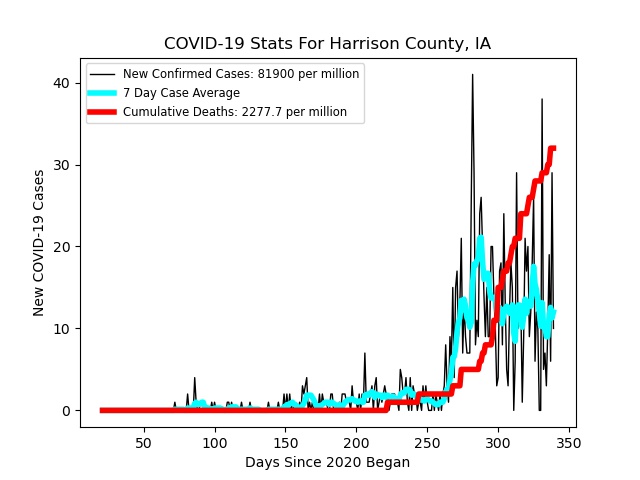 COVID-19 Stats For Harrison County, IA
New Confirmed Cases: 81900 per million
7 Day Case Average
Cumulative Deaths: 2277.7 per million
New COVID-19 Cases
40
30
20
10
0
50 100 150 200 250 300 350
Days Since 2020 Began